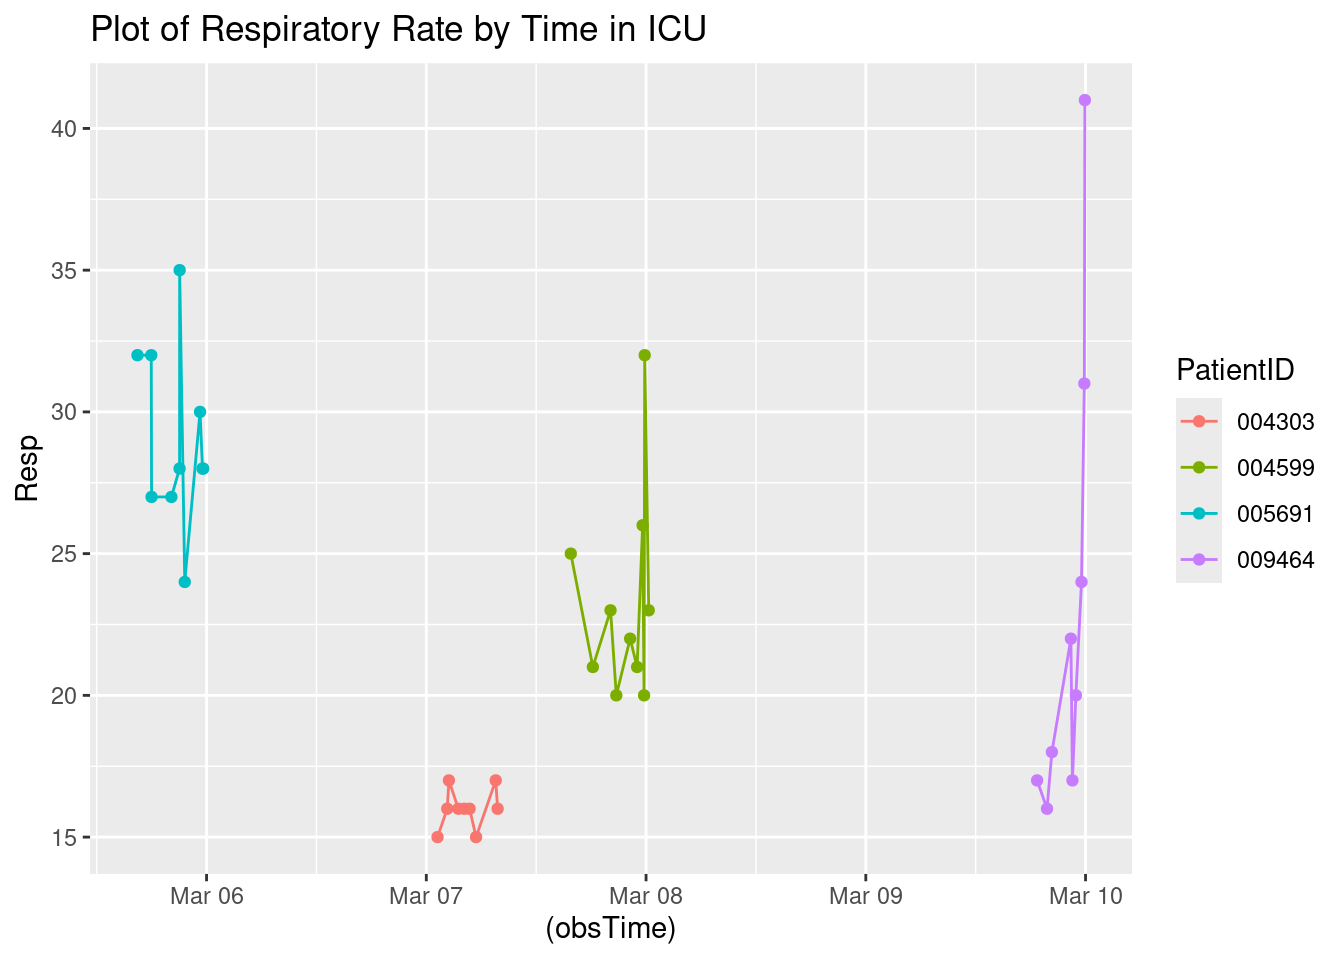 Plot of Respiratory Rate by Time in ICU
40
35
30
25
20
15
Resp
Mar 06
Mar 07
Mar 08
Mar 09
Mar 10
(obsTime)
PatientID
004303
004599
005691
009464